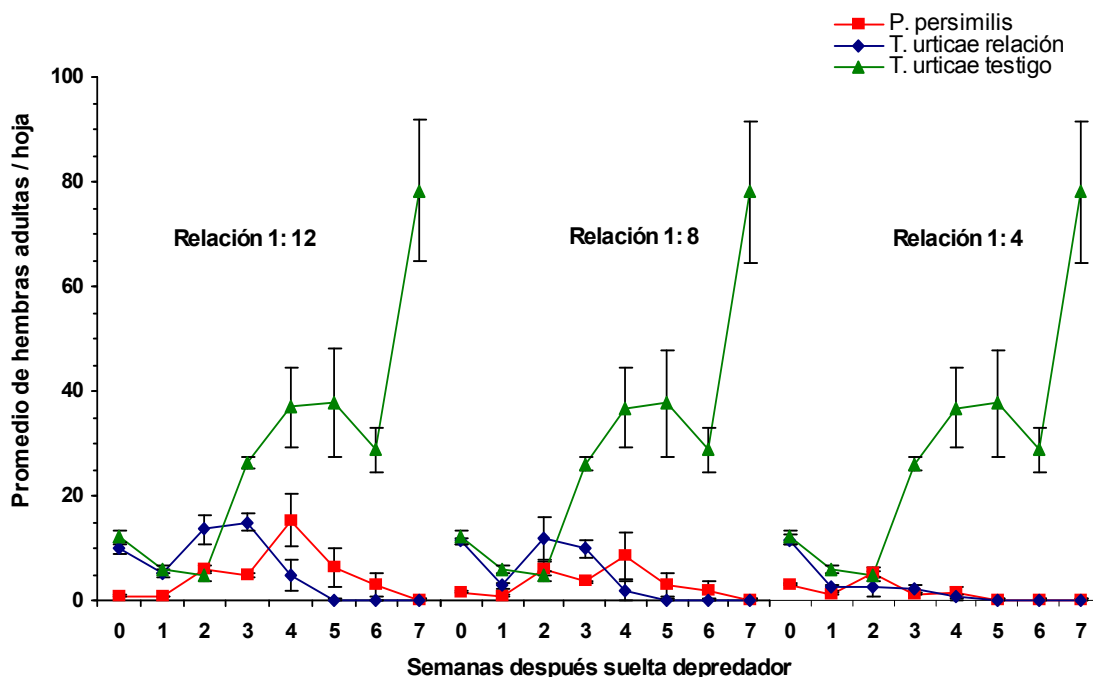 P. persimilis
T. urticae relación
T. urticae testigo
Promedio de hembras adultas / hoja
100
80
60
40
20
0
Relación 1: 12
Relación 1: 8
Relación 1: 4
0 1 2 3 4 5 6 7 0 1 2 3 4 5 6 7 0 1 2 3 4 5 6 7
Semanas después suelta depredador